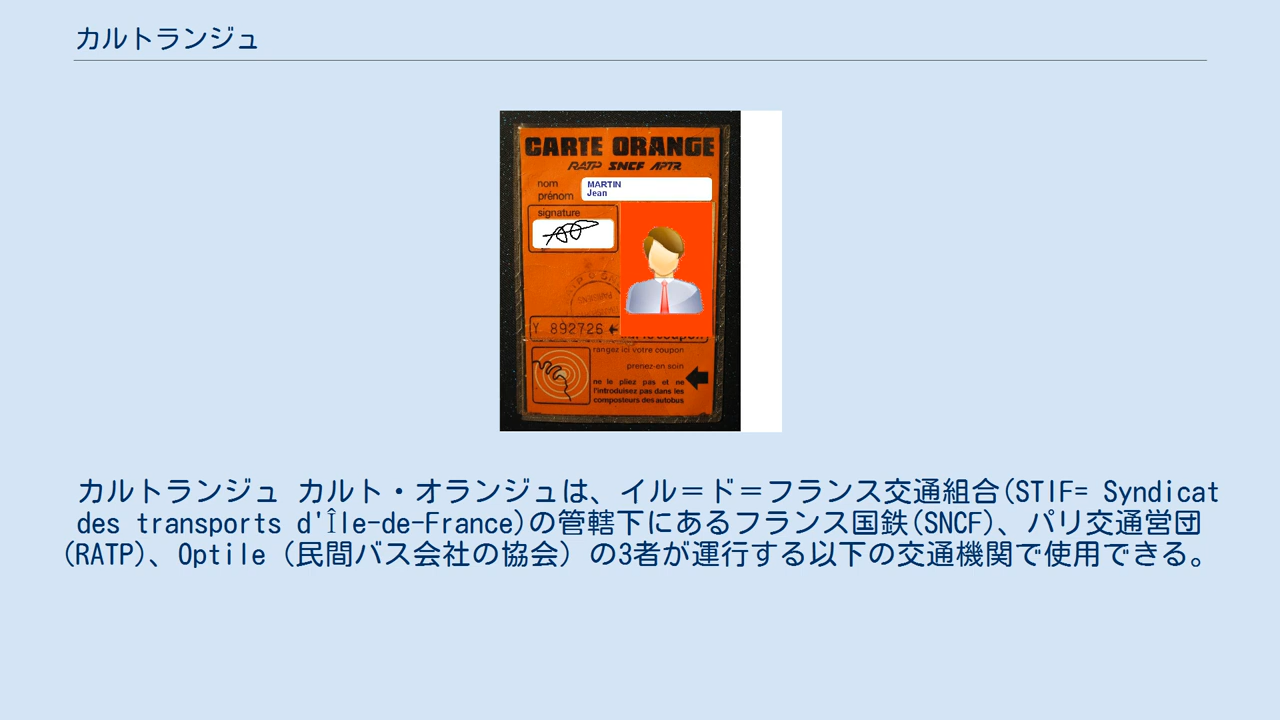 カルトランジュ
CARTE ORANGE
RATP SNCF APTR
nom
MARTIN
prénom
Jean
signature
Y 892726
rangez ici votre coupon
prenez-en soin
ne le pliez pas et ne
l'introduisez pas dans les
composteurs des autobus
カルトランジュ カルト・オランジュは、イル＝ド＝フランス交通組合(STIF= Syndicat
des transports d'Île-de-France)の管轄下にあるフランス国鉄(SNCF)、パリ交通営団
(RATP)、Optile（民間バス会社の協会）の3者が運行する以下の交通機関で使用できる。